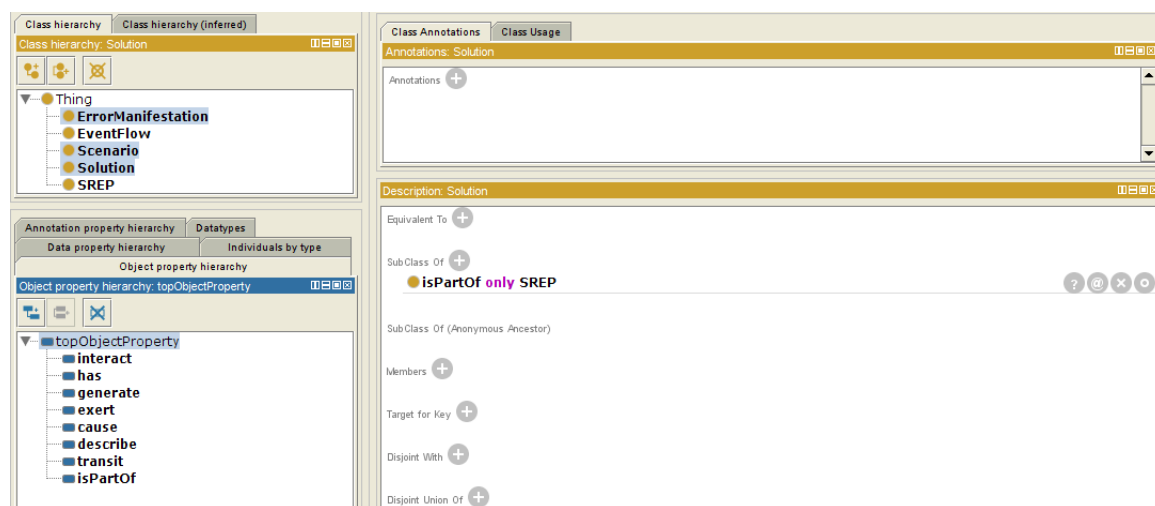 Class hierarchy
Class hierarchy (inferred)
Class hierarchy: Solution
Thing
ErrorManifestation
EventFlow
Scenario
Solution
SREP
Annotation property hierarchy
Datatypes
Data property hierarchy
Individuals by type
Object property hierarchy
Object property hierarchy: topObjectProperty
topObjectProperty
interact
has
generate
exert
cause
describe
transit
isPartOf
Class Annotations
Class Usage
Annotations: Solution
Annotations
Description: Solution
Equivalent To
SubClass Of
isPartOf only SREP
SubClass Of (Anonymous Ancestor)
Members
Target for Key
Disjoint With
Disjoint Union Of